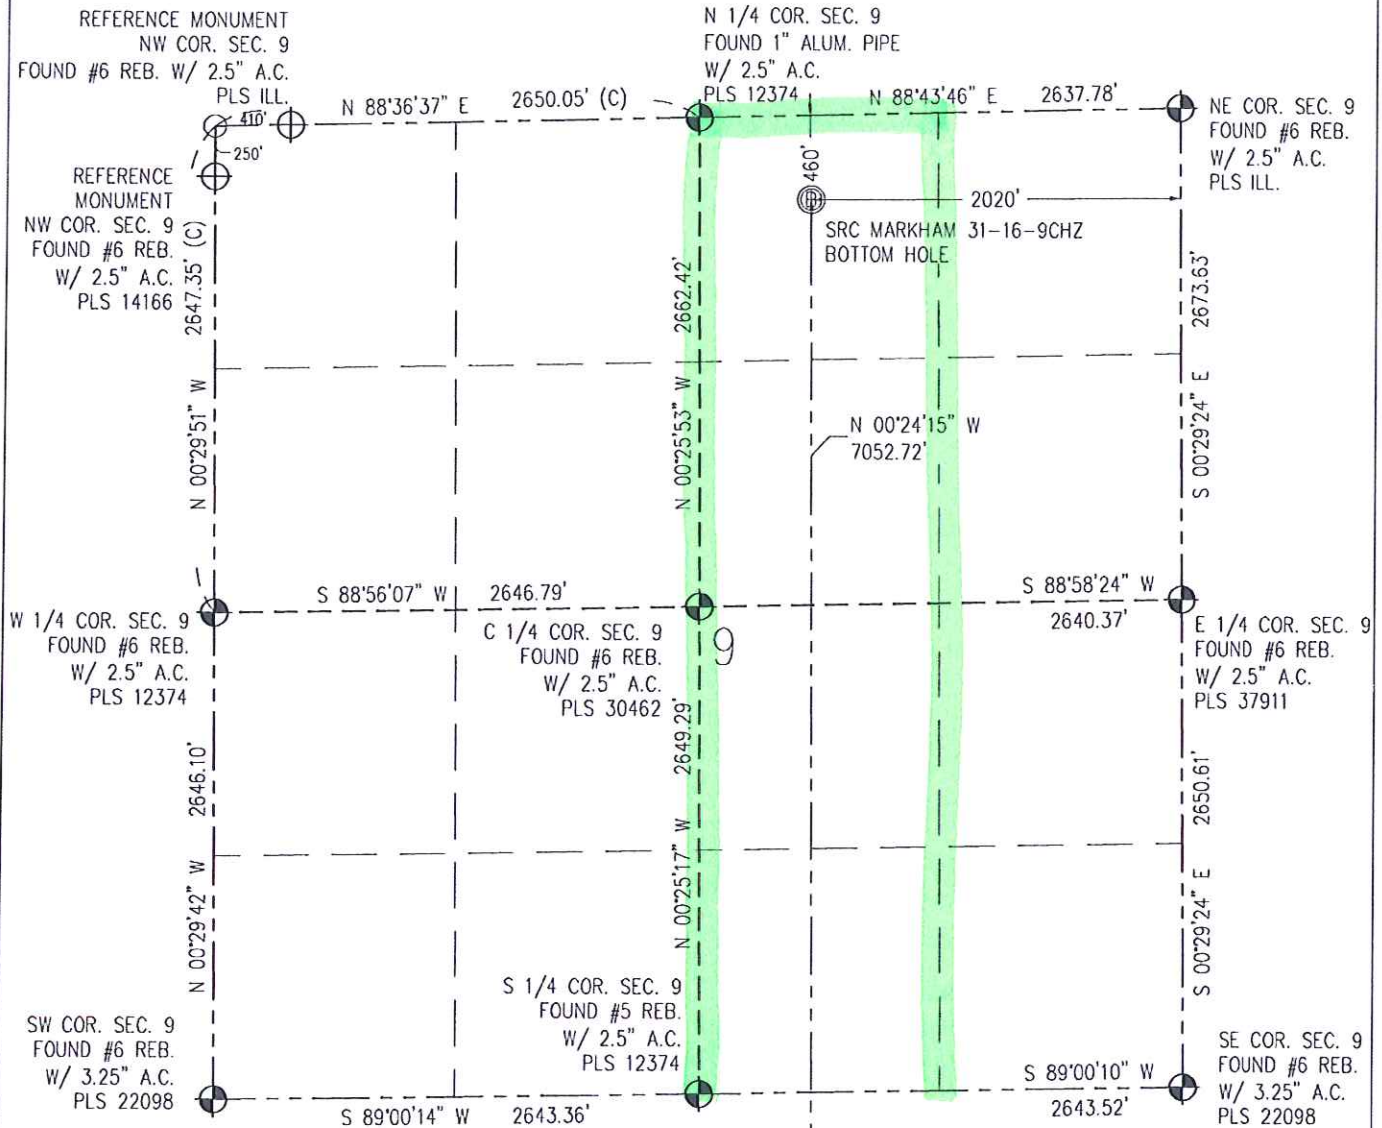 REFERENCE MONUMENT
NW COR. SEC. 9
FOUND #6 REB. W/ 2.5" A.C.
PLS ILL.
N 1/4 COR. SEC. 9
FOUND 1" ALUM. PIPE
W/ 2.5" A.C.
PLS 12374
N 88°36'37" E 2650.05' (C)
N 88°43'46" E 2637.78'
410'
250'
NE COR. SEC. 9
FOUND #6 REB.
W/ 2.5" A.C.
PLS ILL.
REFERENCE
MONUMENT
NW COR. SEC. 9
FOUND #6 REB.
W/ 2.5" A.C.
PLS 14166
460'
2020'
SRC MARKHAM 31-16-9CHZ
BOTTOM HOLE
N 00°29'51" W 2647.35' (C)
N 00°25'53" W 2662.42'
N 00°24'15" W
7052.72'
S 00°29'24" E 2673.63'
S 88°56'07" W 2646.79'
S 88°58'24" W
2640.37'
W 1/4 COR. SEC. 9
FOUND #6 REB.
W/ 2.5" A.C.
PLS 12374
C 1/4 COR. SEC. 9
FOUND #6 REB.
W/ 2.5" A.C.
PLS 30462
9
E 1/4 COR. SEC. 9
FOUND #6 REB.
W/ 2.5" A.C.
PLS 37911
N 00°29'42" W 2646.10'
N 00°25'17" W 2649.29'
S 00°29'24" E 2650.61'
SW COR. SEC. 9
FOUND #6 REB.
W/ 3.25" A.C.
PLS 22098
S 1/4 COR. SEC. 9
FOUND #5 REB.
W/ 2.5" A.C.
PLS 12374
SE COR. SEC. 9
FOUND #6 REB.
W/ 3.25" A.C.
PLS 22098
S 89°00'14" W 2643.36'
S 89°00'10" W
2643.52'